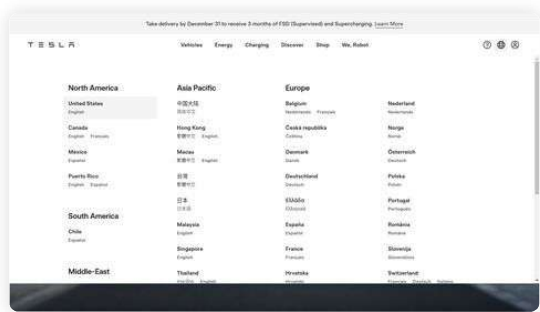 Take delivery by December 31 to receive 3 months of FSD (Supervised) and Supercharging. Learn More
TESLA
Vehicles Energy Charging Discover Shop We, Robot
North America
United States
English
Canada
English Français
México
Español
Puerto Rico
English Español
South America
Chile
Español
Middle-East
Asia Pacific
中国大陆
简体中文
Hong Kong
繁體中文 English
Macau
繁體中文 English
台灣
繁體中文
日本
日本語
Malaysia
English
Singapore
English
Thailand
English
Europe
Belgium
Nederlands Français
Česká republika
Čeština
Danmark
Dansk
Deutschland
Deutsch
Ελλάδα
Ελληνικά
España
Español
France
Français
Hrvatska
Hrvatski
Nederland
Nederlands
Norge
Norsk
Österreich
Deutsch
Polska
Polski
Portugal
Português
România
Română
Slovenija
Slovenščina
Switzerland
Français Deutsch Italiano